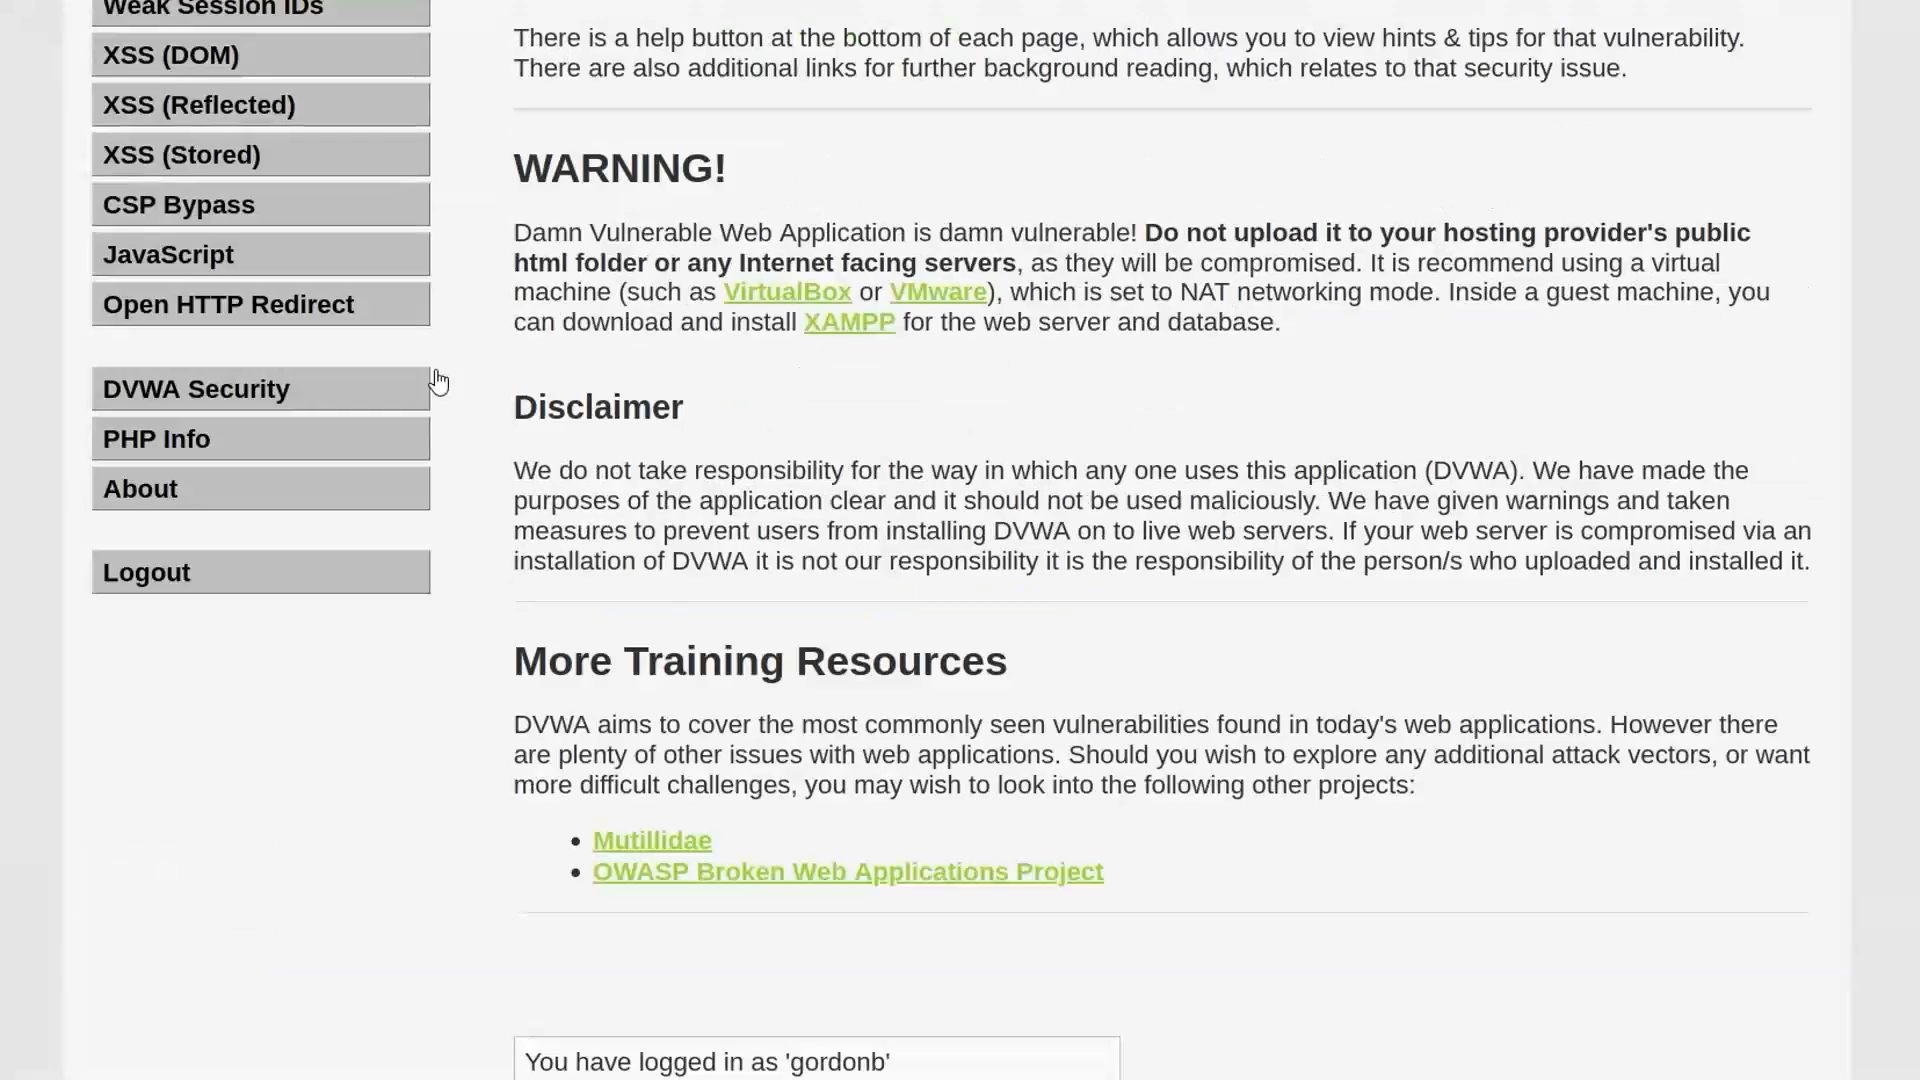 Weak Session IDs
XSS (DOM)
XSS (Reflected)
XSS (Stored)
CSP Bypass
JavaScript
Open HTTP Redirect
DVWA Security
PHP Info
About
Logout
There is a help button at the bottom of each page, which allows you to view hints & tips for that vulnerability.
There are also additional links for further background reading, which relates to that security issue.
WARNING!
Damn Vulnerable Web Application is damn vulnerable! Do not upload it to your hosting provider's public
html folder or any Internet facing servers, as they will be compromised. It is recommend using a virtual
machine (such as VirtualBox or VMware), which is set to NAT networking mode. Inside a guest machine, you
can download and install XAMPP for the web server and database.
Disclaimer
We do not take responsibility for the way in which any one uses this application (DVWA). We have made the
purposes of the application clear and it should not be used maliciously. We have given warnings and taken
measures to prevent users from installing DVWA on to live web servers. If your web server is compromised via an
installation of DVWA it is not our responsibility it is the responsibility of the person/s who uploaded and installed it.
More Training Resources
DVWA aims to cover the most commonly seen vulnerabilities found in today's web applications. However there
are plenty of other issues with web applications. Should you wish to explore any additional attack vectors, or want
more difficult challenges, you may wish to look into the following other projects:
• Mutillidae
• OWASP Broken Web Applications Project
You have logged in as 'gordonb'